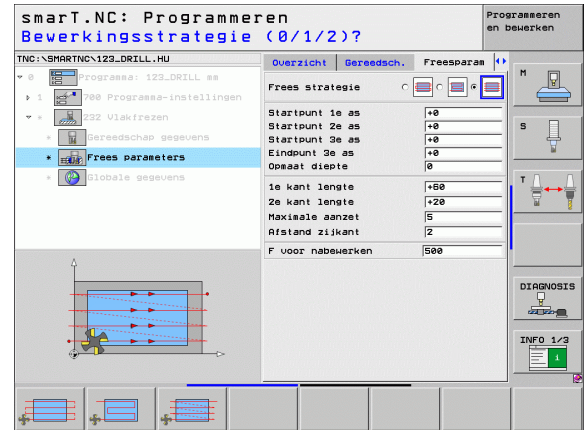 smarT.NC: Programmeren
Bewerkingsstrategie (0/1/2)?
Programmeren
en bewerken
TNC:\SMARTNC\123_DRILL.HU
0 Programma: 123_DRILL mm
1 700 Programma-instellingen
* 232 Vlakfrezen
* Gereedschap gegevens
* Frees parameters
* Globale gegevens
Overzicht Gereedsch. Freesparam
Frees strategie
Startpunt 1e as +0
Startpunt 2e as +0
Startpunt 3e as +0
Eindpunt 3e as +0
Opmaat diepte 0
1e kant lengte +60
2e kant lengte +20
Maximale aanzet 5
Afstand zijkant 2
F voor nabewerken 500
M
S
T
DIAGNOSIS
INFO 1/3